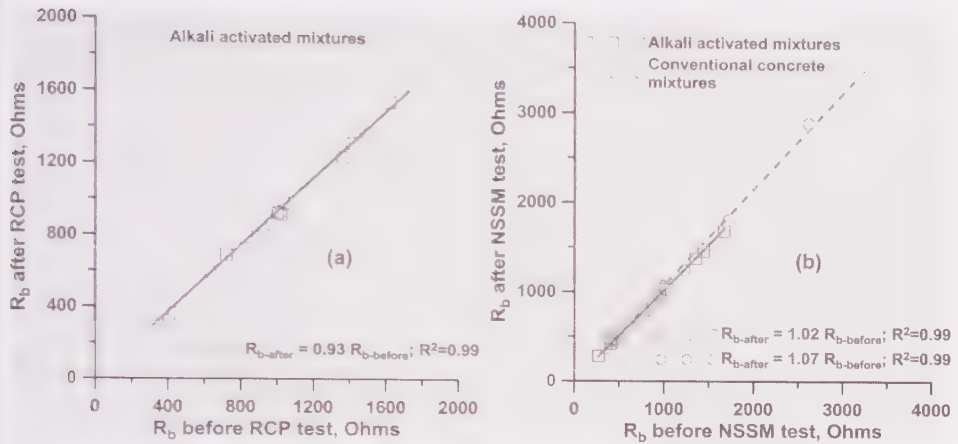 2000
1600
1200
800
400
0
R_b after RCP test, Ohms
Alkali activated mixtures
(a)
R_b-after = 0.93 R_b-before; R²=0.99
0 400 800 1200 1600 2000
R_b before RCP test, Ohms
4000
3000
2000
1000
0
R_b after NSSM test, Ohms
Alkali activated mixtures
Conventional concrete
mixtures
(b)
R_b-after = 1.02 R_b-before; R²=0.99
R_b-after = 1.07 R_b-before; R²=0.99
0 1000 2000 3000 4000
R_b before NSSM test, Ohms